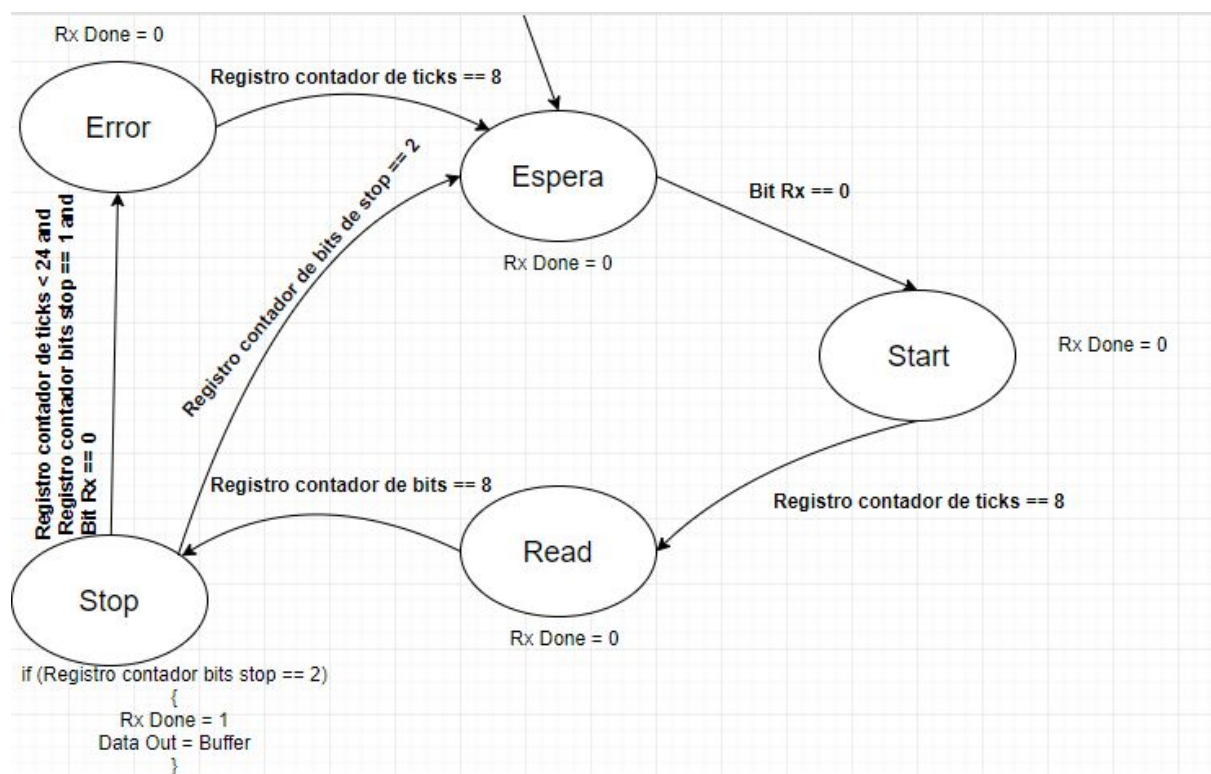 Rx Done = 0
Error
Registro contador de ticks == 8
Espera
Rx Done = 0
Bit Rx == 0
Start
Rx Done = 0
Registro contador de ticks == 8
Read
Rx Done = 0
Registro contador de bits == 8
Registro contador de bits de stop == 2
Registro contador de ticks < 24 and
Registro contador bits stop == 1 and
Bit Rx == 0
Stop
if (Registro contador bits stop == 2)
{
Rx Done = 1
Data Out = Buffer
}